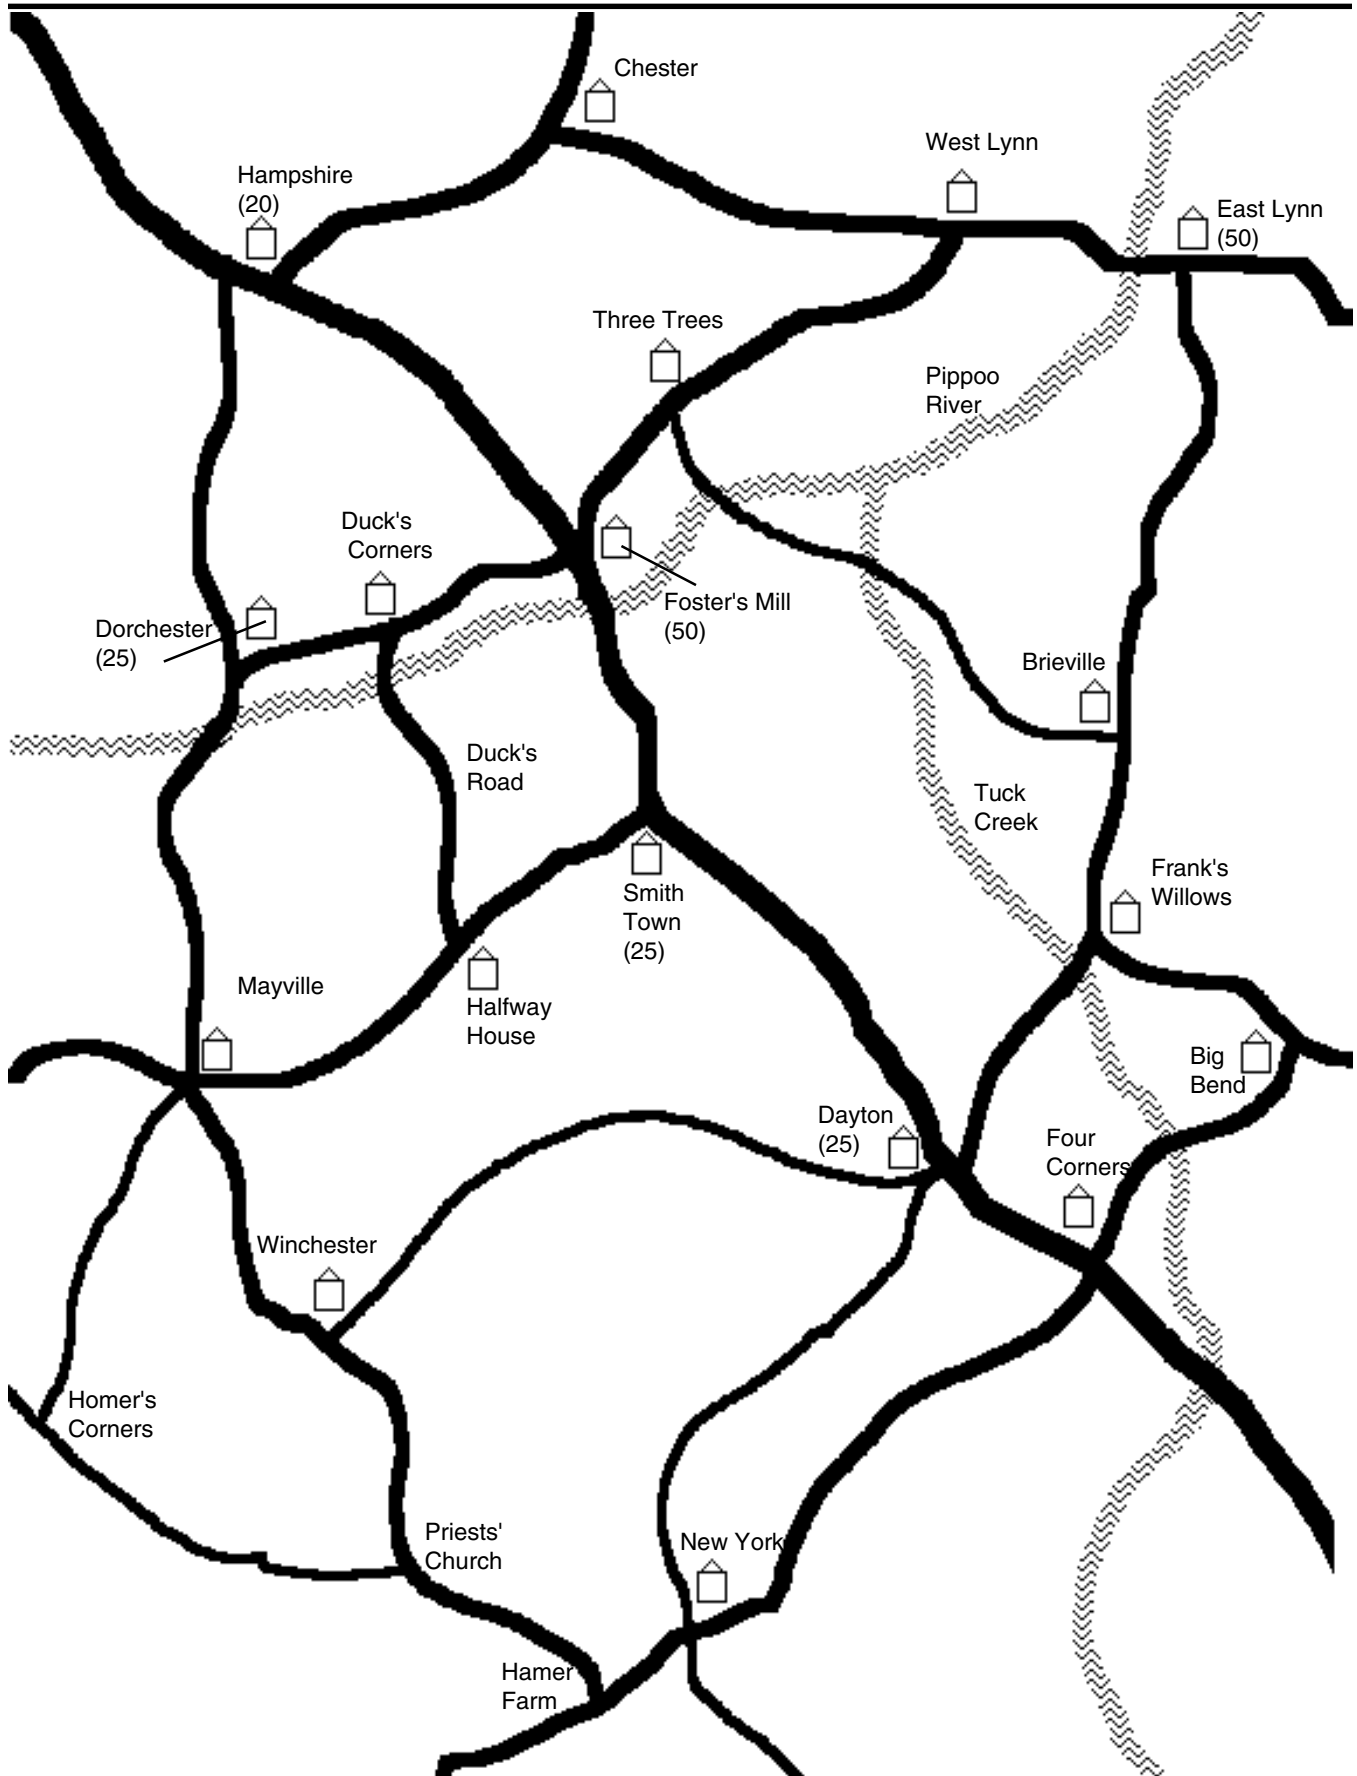 Chester
West Lynn
Hampshire
(20)
East Lynn
(50)
Three Trees
Pippoo
River
Duck's
Corners
Foster's Mill
(50)
Dorchester
(25)
Brieville
Duck's
Road
Tuck
Creek
Frank's
Willows
Smith
Town
(25)
Mayville
Halfway
House
Big
Bend
Dayton
(25)
Four
Corners
Winchester
Homer's
Corners
Priests'
Church
New York
Hamer
Farm